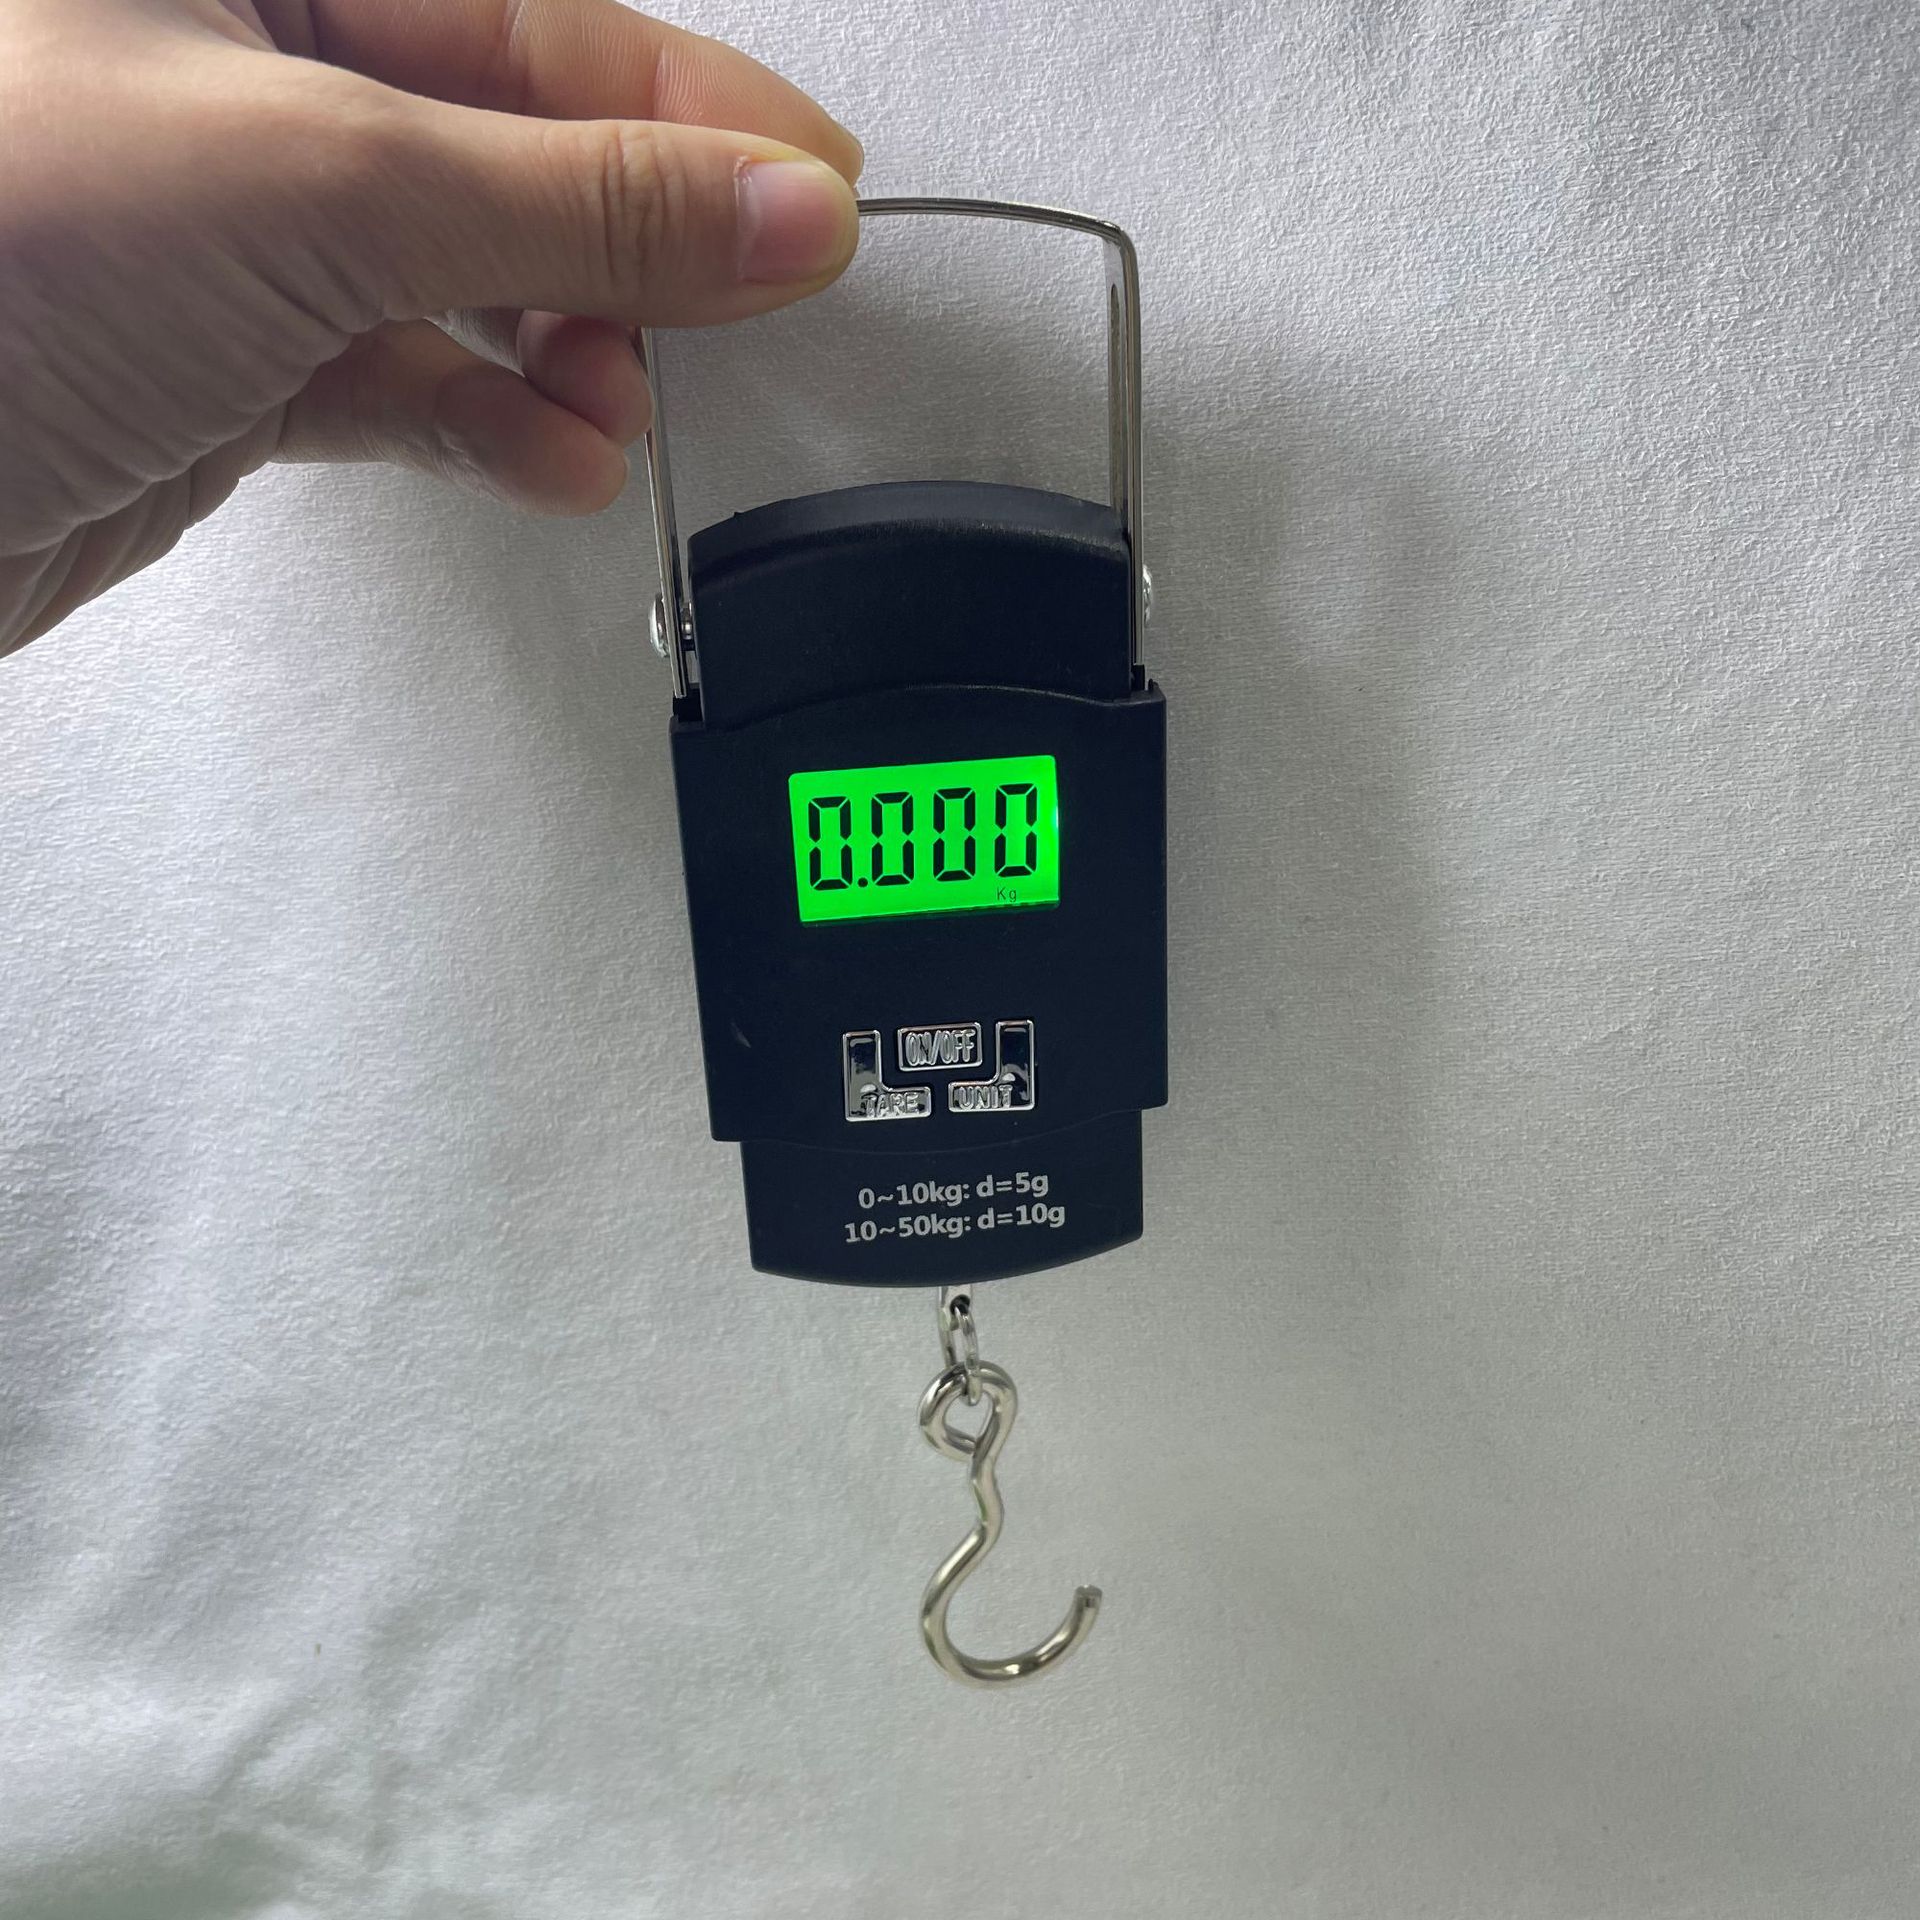 0.000
Kg
ON/OFF
TARE UNIT
0~10kg: d=5g
10~50kg: d=10g